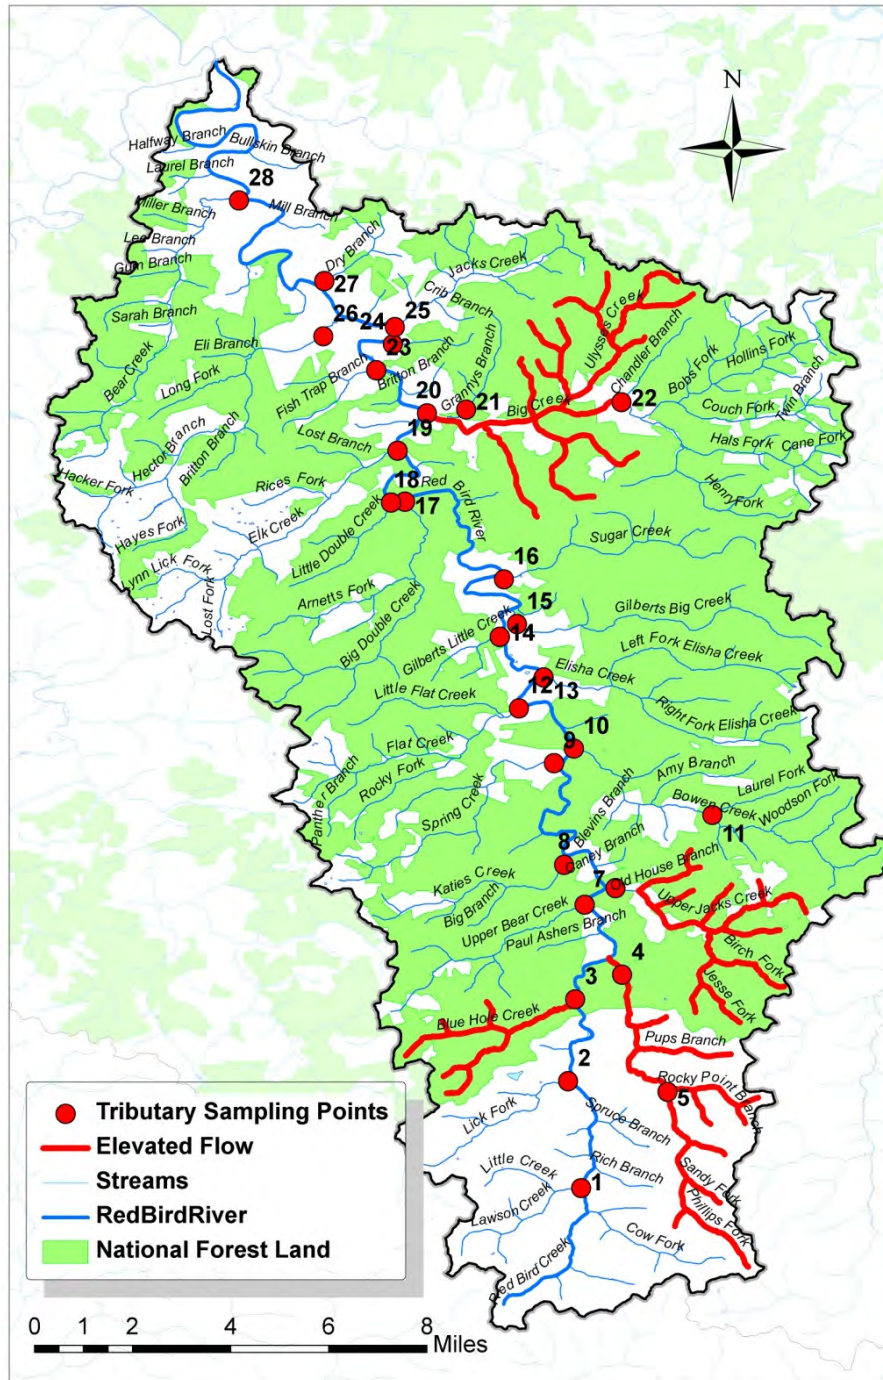 N
Halfway Branch
Bullskin Branch
Laurel Branch
28
Miller Branch
Mill Branch
Lee Branch
Gum Branch
Dry Branch
27
Jacks Creek
Crib Branch
Sarah Branch
26
24
25
Ulysses Creek
Eli Branch
23
Bear Creek
Long Fork
Fish Trap Branch
Britton Branch
Grannys Branch
Chandler Branch
Bobs Fork
Hollins Fork
Twin Branch
20
21
Big Creek
22
Couch Fork
Hector Branch
Britton Branch
Lost Branch
19
Hals Fork
Cane Fork
Hacker Fork
Rices Fork
18
Red Bird River
Henry Fork
17
Hayes Fork
Elk Creek
Little Double Creek
Sugar Creek
Lynn Lick Fork
Lost Fork
16
Arnetts Fork
Big Double Creek
15
Gilberts Big Creek
Gilberts Little Creek
14
Left Fork Elisha Creek
Elisha Creek
Little Flat Creek
12
13
Right Fork Elisha Creek
10
Flat Creek
9
Rocky Fork
Panther Branch
Amy Branch
Laurel Fork
Spring Creek
Bowen Creek
Woodson Fork
Blevins Branch
11
8
Caney Branch
Katies Creek
7
Old House Branch
Big Branch
Upper Bear Creek
Upper Jacks Creek
Paul Ashers Branch
4
Birch Fork
3
Jesse Fork
Blue Hole Creek
Pups Branch
2
Rocky Point Branch
5
Lick Fork
Spruce Branch
Little Creek
Rich Branch
Sandy Fork
1
Lawson Creek
Phillips Fork
Cow Fork
Red Bird Creek
Tributary Sampling Points
Elevated Flow
Streams
RedBirdRiver
National Forest Land
0 2 4 6 8
Miles